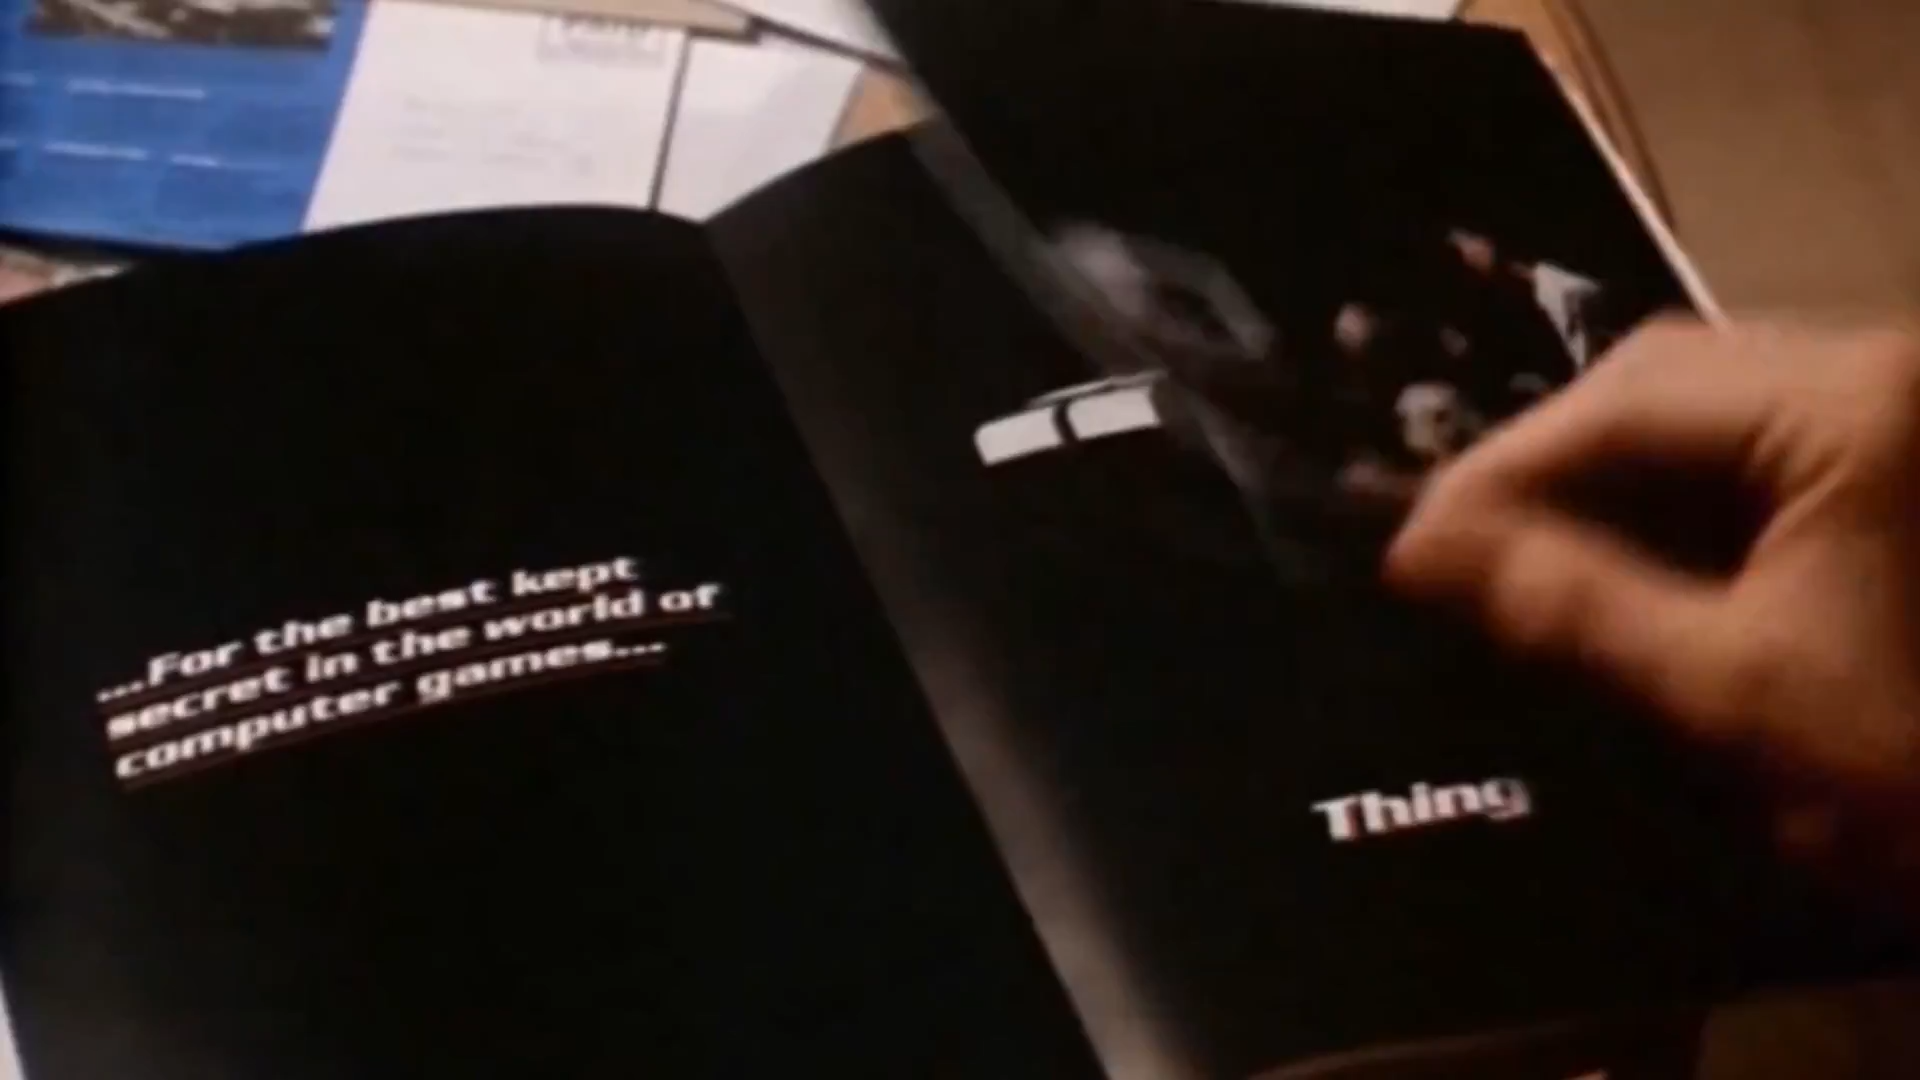 ...For the best kept
secret in the world of
computer games...
Thing